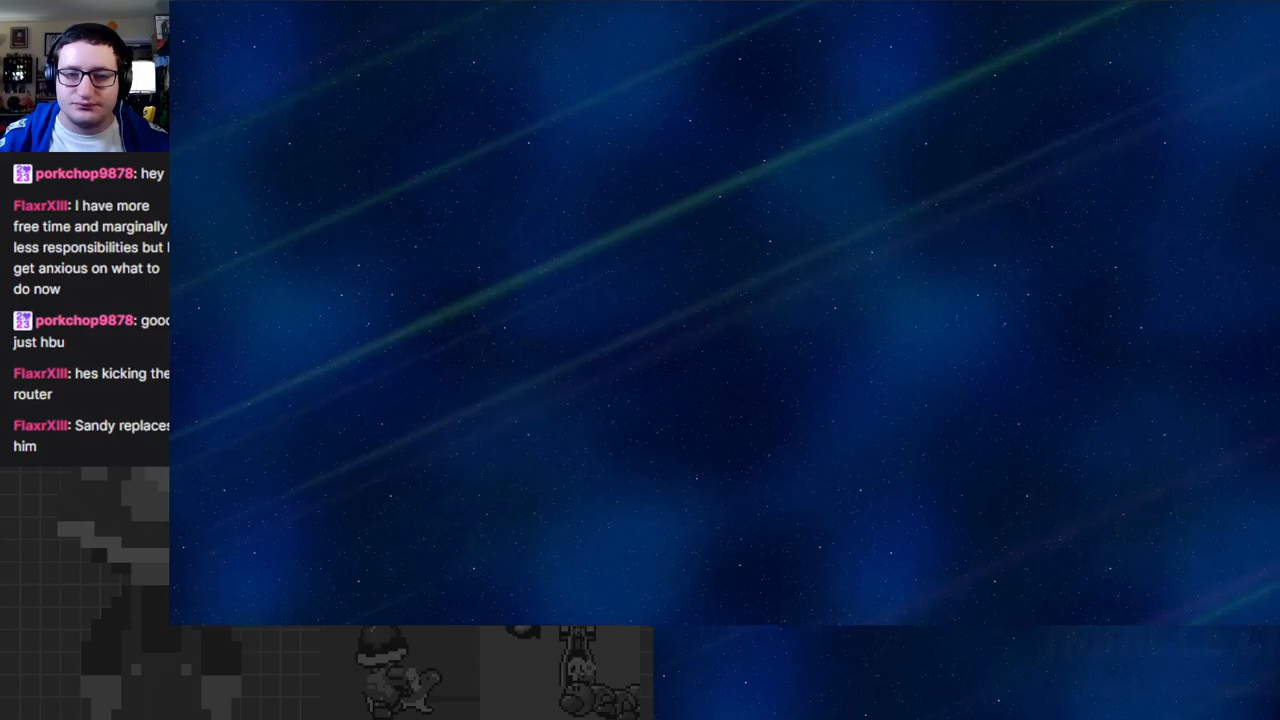 porkchop9878: hey
FlaxrXIII: I have more
free time and marginally
less responsibilities but I
get anxious on what to
do now
porkchop9878: good
just hbu
FlaxrXIII: hes kicking the
router
FlaxrXIII: Sandy replaces
him